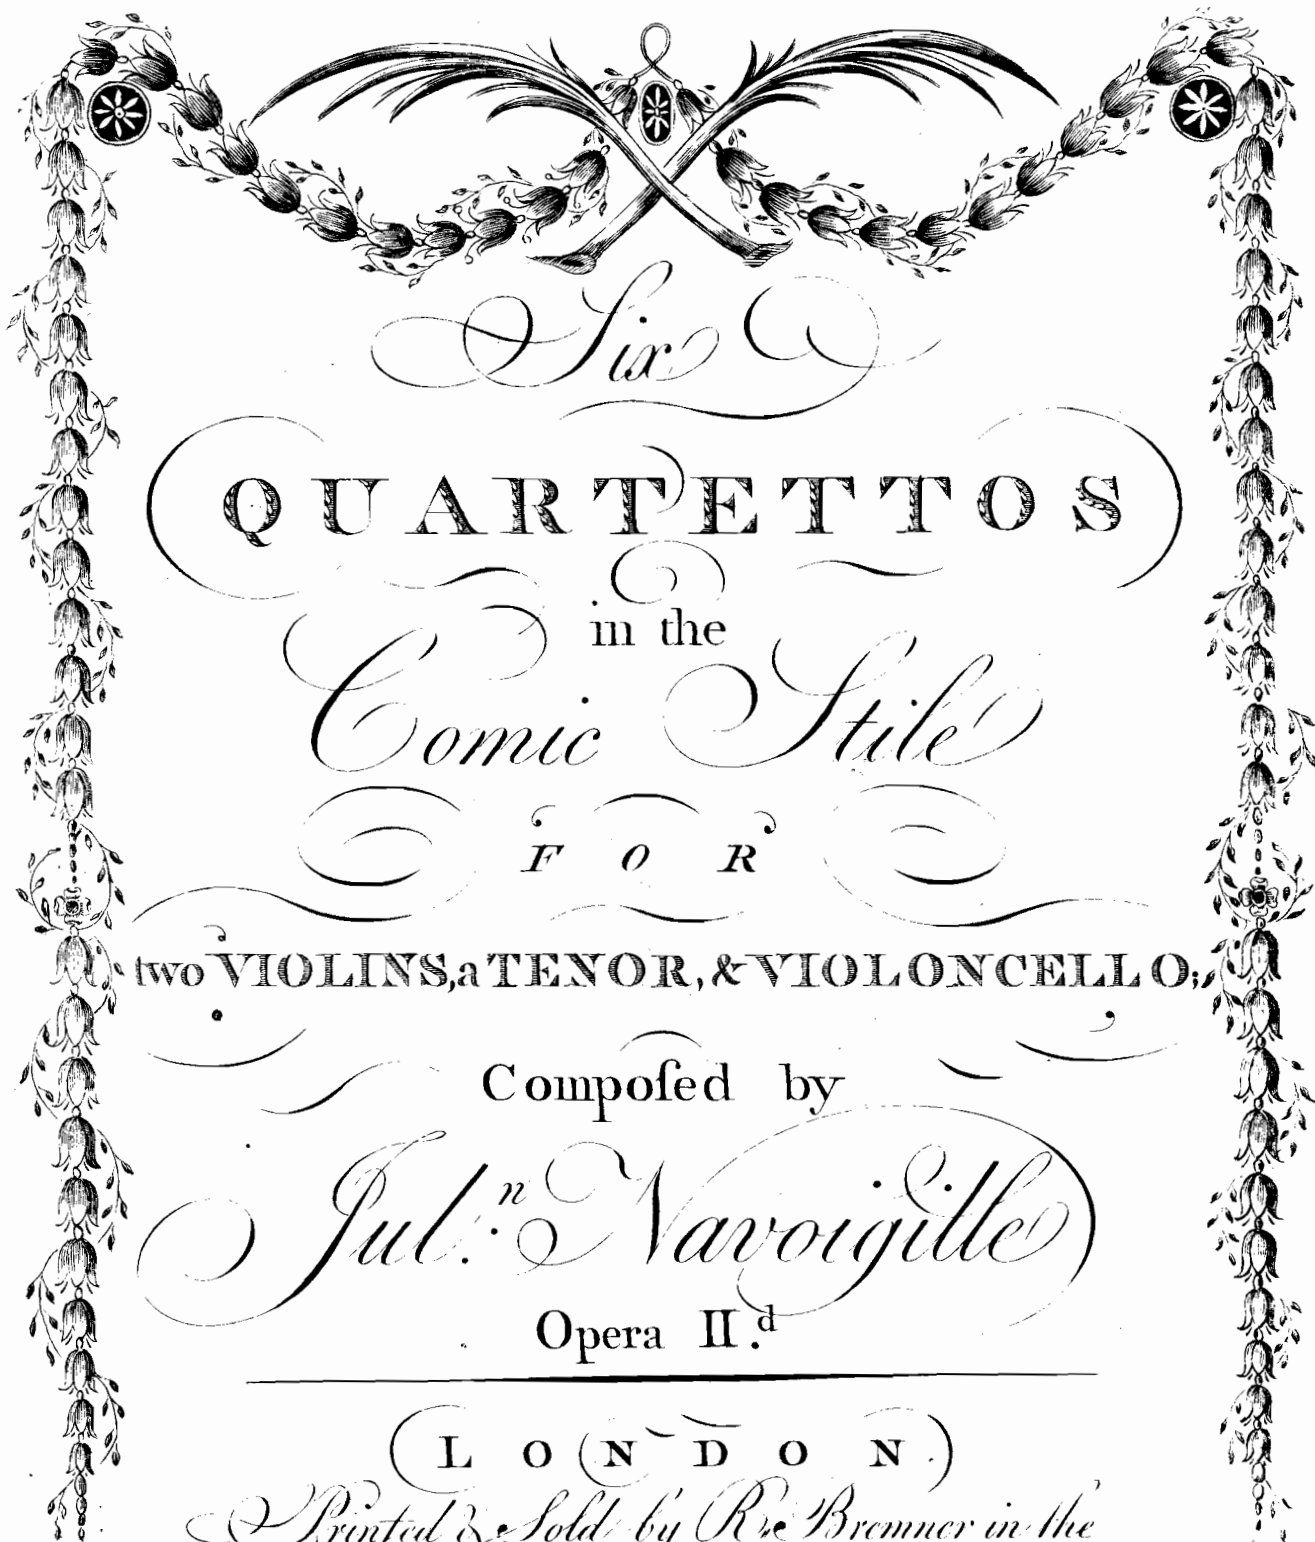 Six
QUARTETTOS
in the
Comic Stile
FOR
two VIOLINS, a TENOR, & VIOLONCELLO;
Compoſed by
Jul.n Navoigille
Opera II.d
LONDON.
Printed & Sold by R. Bremner in the